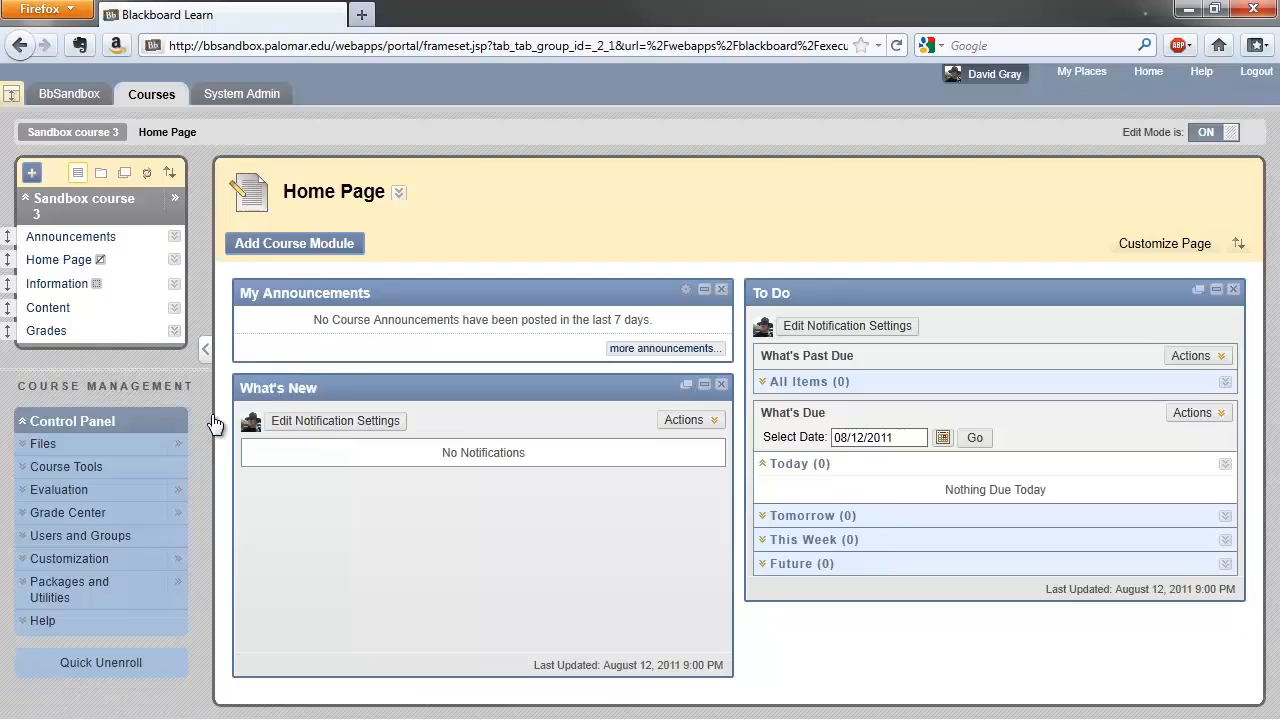 Firefox
Blackboard Learn
http://bbsandbox.palomar.edu/webapps/portal/frameset.jsp?tab_tab_group_id=_2_1&url=%2Fwebapps%2Fblackboard%2Fexecu
Google
ABP
David Gray
My Places
Home
Help
Logout
BbSandbox
Courses
System Admin
Sandbox course 3
Home Page
Edit Mode is:
ON
Sandbox course
3
Announcements
Home Page
Information
Content
Grades
COURSE MANAGEMENT
Control Panel
Files
Course Tools
Evaluation
Grade Center
Users and Groups
Customization
Packages and
Utilities
Help
Quick Unenroll
Home Page
Add Course Module
Customize Page
My Announcements
No Course Announcements have been posted in the last 7 days.
more announcements...
What's New
Edit Notification Settings
Actions
No Notifications
Last Updated: August 12, 2011 9:00 PM
To Do
Edit Notification Settings
What's Past Due
Actions
All Items (0)
What's Due
Actions
Select Date: 08/12/2011
Go
Today (0)
Nothing Due Today
Tomorrow (0)
This Week (0)
Future (0)
Last Updated: August 12, 2011 9:00 PM